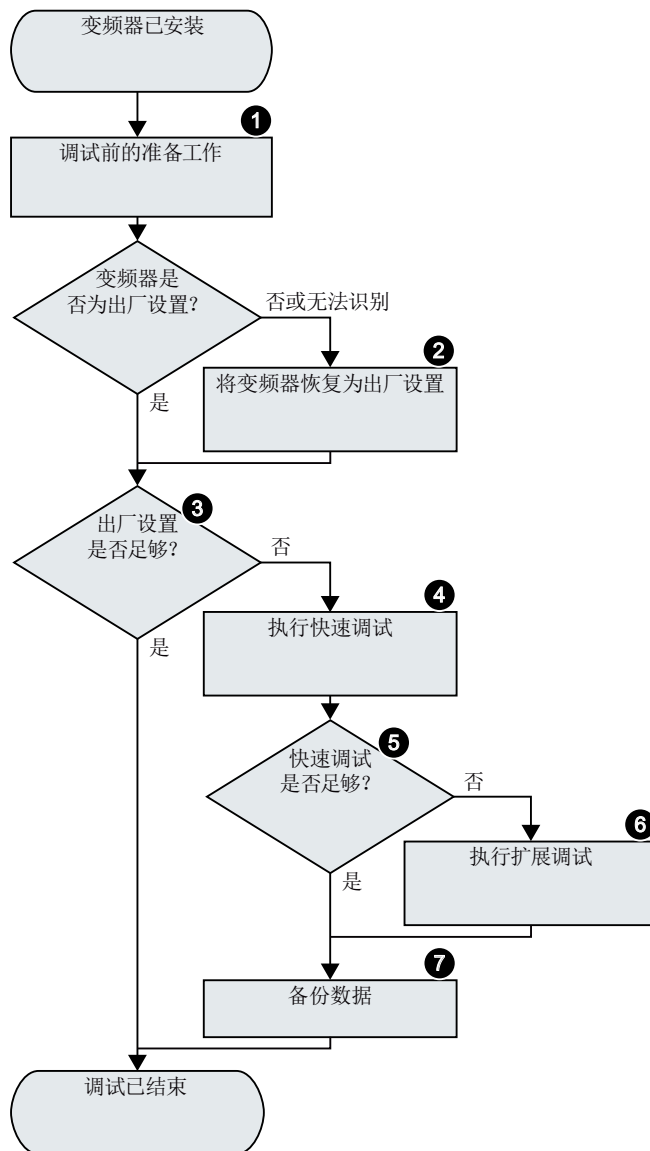 变频器已安装
1
调试前的准备工作
变频器是
否为出厂设置?
否或无法识别
2
将变频器恢复为出厂设置
是
3
出厂设置
是否足够?
否
4
执行快速调试
是
5
快速调试
是否足够?
否
6
执行扩展调试
是
7
备份数据
调试已结束